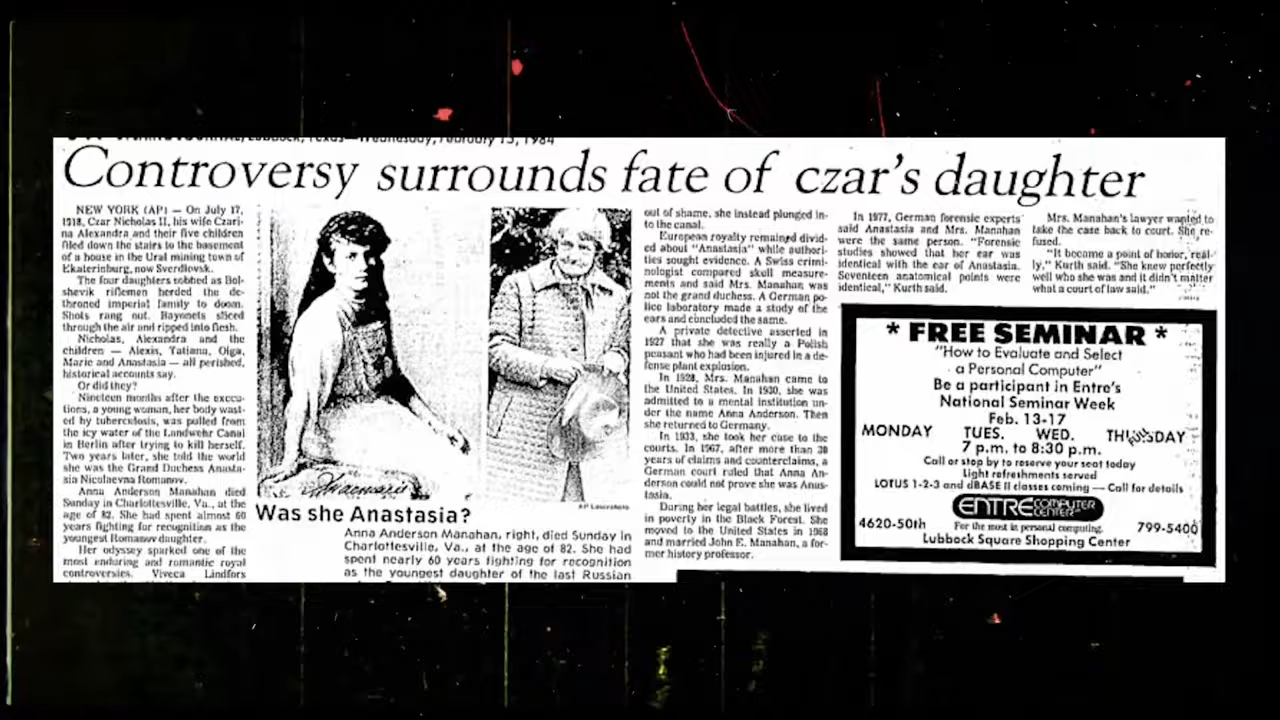 Lubbock, Texas—Wednesday, February 15, 1984
Controversy surrounds fate of czar's daughter
NEW YORK (AP) — On July 17,
1918, Czar Nicholas II, his wife Czari-
na Alexandra and their five children
filed down the stairs to the basement
of a house in the Ural mining town of
Ekaterinburg, now Sverdlovsk.
The four daughters sobbed as Bol-
shevik riflemen herded the de-
throned imperial family to doom.
Shots rang out. Bayonets sliced
through the air and ripped into flesh.
Nicholas, Alexandra and the
children — Alexis, Tatiana, Olga,
Marie and Anastasia — all perished,
historical accounts say.
Or did they?
Nineteen months after the execu-
tions, a young woman, her body wast-
ed by tuberculosis, was pulled from
the icy water of the Landwehr Canal
in Berlin after trying to kill herself.
Two years later, she told the world
she was the Grand Duchess Anasta-
sia Nicolaevna Romanov.
Anna Anderson Manahan died
Sunday in Charlottesville, Va., at the
age of 82. She had spent almost 60
years fighting for recognition as the
youngest Romanov daughter.
Her odyssey sparked one of the
most enduring and romantic royal
controversies. Viveca Lindfors
AP Laserphoto
Was she Anastasia?
Anna Anderson Manahan, right, died Sunday in
Charlottesville, Va., at the age of 82. She had
spent nearly 60 years fighting for recognition
as the youngest daughter of the last Russian
out of shame, she instead plunged in-
to the canal.
European royalty remained divid-
ed about "Anastasia" while authori-
ties sought evidence. A Swiss crimi-
nologist compared skull measure-
ments and said Mrs. Manahan was
not the grand duchess. A German po-
lice laboratory made a study of the
ears and concluded the same.
A private detective asserted in
1927 that she was really a Polish
peasant who had been injured in a de-
fense plant explosion.
In 1928, Mrs. Manahan came to
the United States. In 1930, she was
admitted to a mental institution un-
der the name Anna Anderson. Then
she returned to Germany.
In 1933, she took her case to the
courts. In 1967, after more than 30
years of claims and counterclaims, a
German court ruled that Anna An-
derson could not prove she was Anas-
tasia.
During her legal battles, she lived
in poverty in the Black Forest. She
moved to the United States in 1968
and married John E. Manahan, a for-
mer history professor.
In 1977, German forensic experts
said Anastasia and Mrs. Manahan
were the same person. "Forensic
studies showed that her ear was
identical with the ear of Anastasia.
Seventeen anatomical points were
identical," Kurth said.
Mrs. Manahan's lawyer wanted to
take the case back to court. She re-
fused.
"It became a point of honor, real-
ly," Kurth said. "She knew perfectly
well who she was and it didn't matter
what a court of law said."
* FREE SEMINAR *
"How to Evaluate and Select
a Personal Computer"
Be a participant in Entre's
National Seminar Week
Feb. 13-17
MONDAY TUES. WED. THURSDAY
7 p.m. to 8:30 p.m.
Call or stop by to reserve your seat today
Light refreshments served
LOTUS 1-2-3 and dBASE II classes coming — Call for details
ENTRE COMPUTER CENTER
4620-50th For the most in personal computing. 799-5400
Lubbock Square Shopping Center